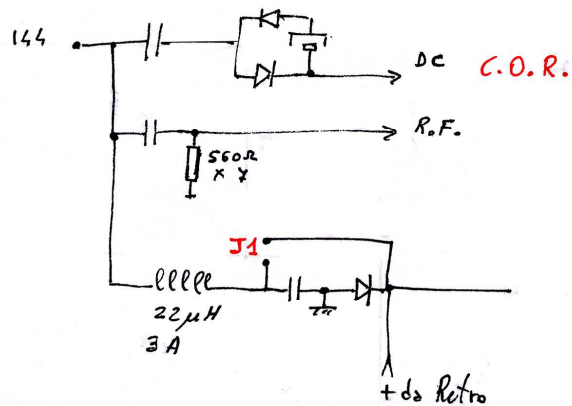 144
DC C.O.R.
R.F.
560Ω
x 7
J1
22μH
3A
+ da Retro